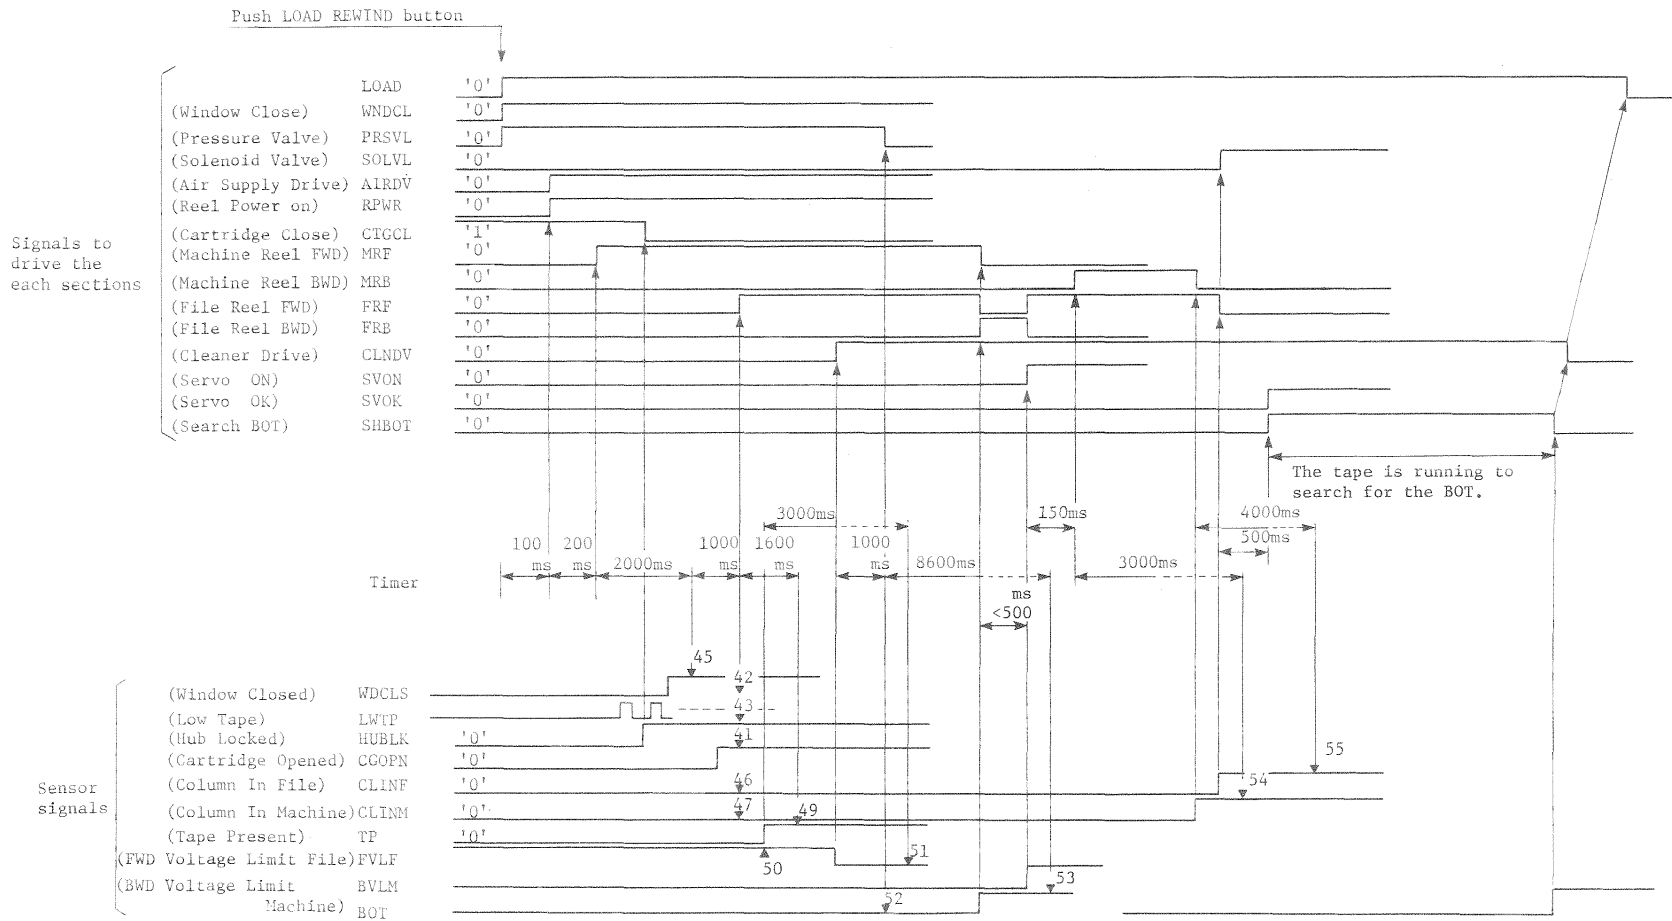 Push LOAD REWIND button
LOAD '0'
(Window Close) WNDCL '0'
(Pressure Valve) PRSVL '0'
(Solenoid Valve) SOLVL '0'
(Air Supply Drive) AIRDV '0'
(Reel Power on) RPWR '0'
(Cartridge Close) CTGCL '1'
(Machine Reel FWD) MRF '0'
(Machine Reel BWD) MRB '0'
(File Reel FWD) FRF '0'
(File Reel BWD) FRB '0'
(Cleaner Drive) CLNDV '0'
(Servo ON) SVON '0'
(Servo OK) SVOK '0'
(Search BOT) SHBOT '0'
Signals to
drive the
each sections
The tape is running to
search for the BOT.
3000ms 150ms 4000ms
100 200 1000 1600 1000 500ms
ms ms 2000ms ms ms ms 8600ms 3000ms
Timer
ms
<500
45
(Window Closed) WDCLS 42
(Low Tape) LWTP 43
(Hub Locked) HUBLK '0' 41
(Cartridge Opened) CGOPN '0' 55
(Column In File) CLINF '0' 46 54
(Column In Machine) CLINM '0' 47 49
(Tape Present) TP '0'
(FWD Voltage Limit File) FVLF 50 51
(BWD Voltage Limit BVLM 53
Machine) BOT 52
Sensor
signals